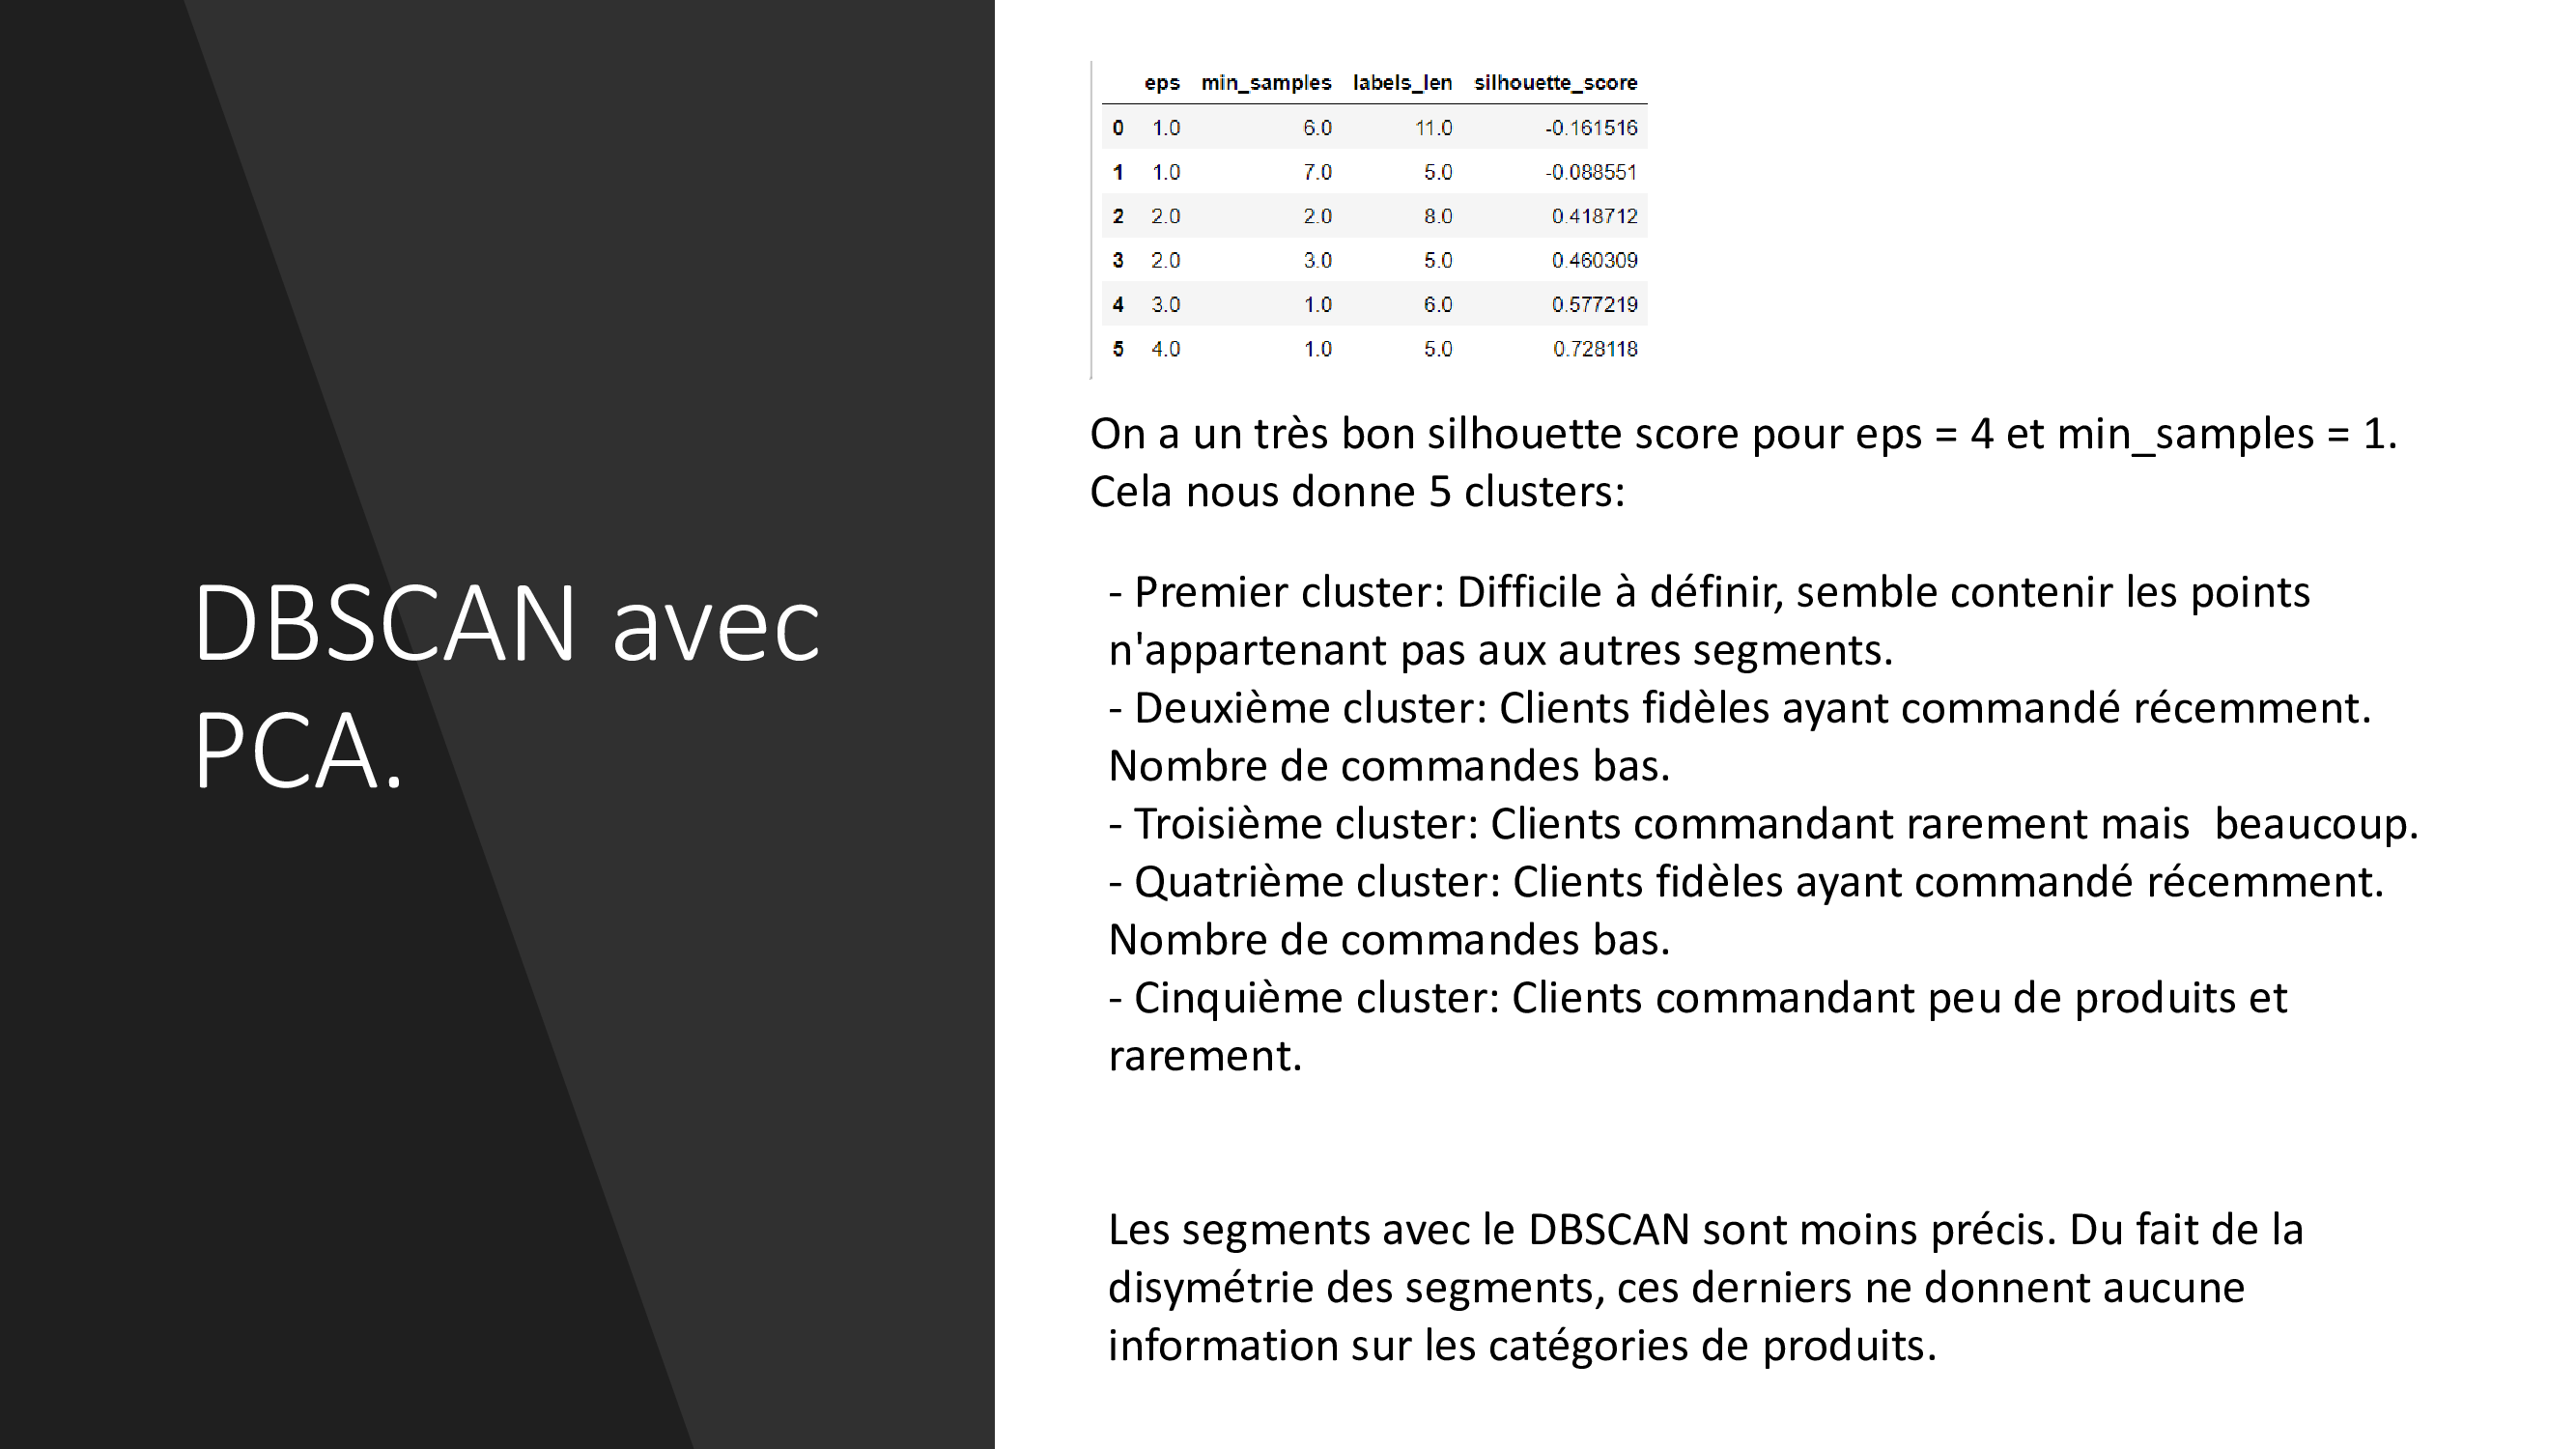 DBSCAN avec
PCA.
eps min_samples labels_len silhouette_score
0 1.0 6.0 11.0 -0.161516
1 1.0 7.0 5.0 -0.088551
2 2.0 2.0 8.0 0.418712
3 2.0 3.0 5.0 0.460309
4 3.0 1.0 6.0 0.577219
5 4.0 1.0 5.0 0.728118
On a un très bon silhouette score pour eps = 4 et min_samples = 1.
Cela nous donne 5 clusters:
- Premier cluster: Difficile à définir, semble contenir les points
n'appartenant pas aux autres segments.
- Deuxième cluster: Clients fidèles ayant commandé récemment.
Nombre de commandes bas.
- Troisième cluster: Clients commandant rarement mais  beaucoup.
- Quatrième cluster: Clients fidèles ayant commandé récemment.
Nombre de commandes bas.
- Cinquième cluster: Clients commandant peu de produits et
rarement.
Les segments avec le DBSCAN sont moins précis. Du fait de la
disymétrie des segments, ces derniers ne donnent aucune
information sur les catégories de produits.